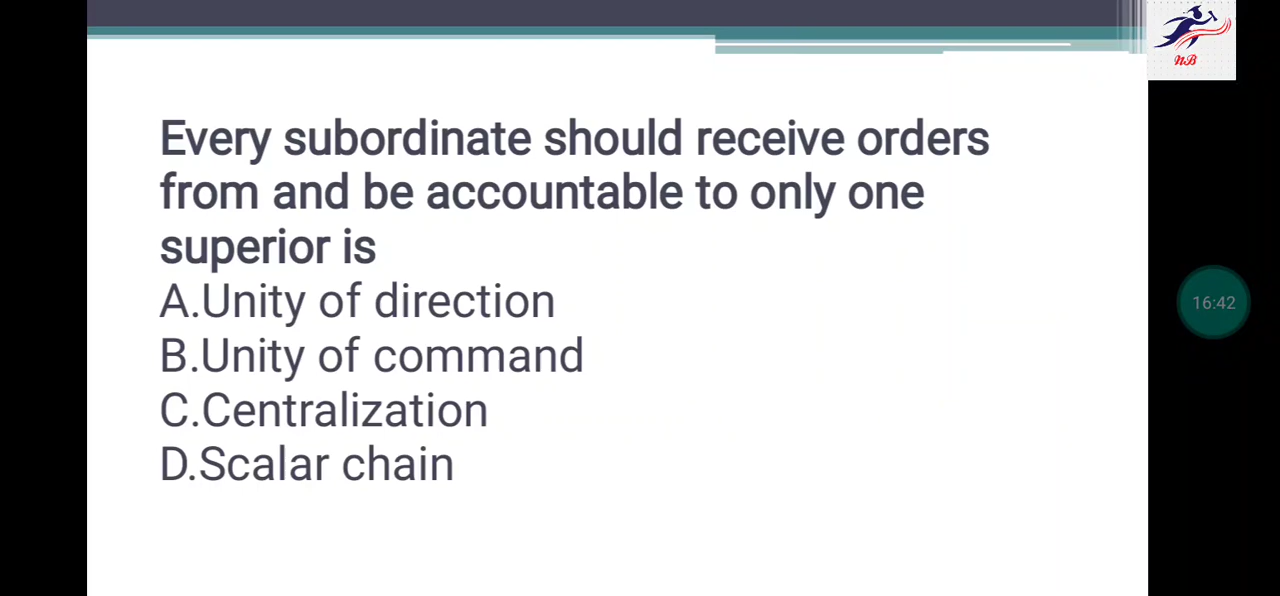 NB
Every subordinate should receive orders
from and be accountable to only one
superior is
A.Unity of direction
B.Unity of command
C.Centralization
D.Scalar chain
16:42